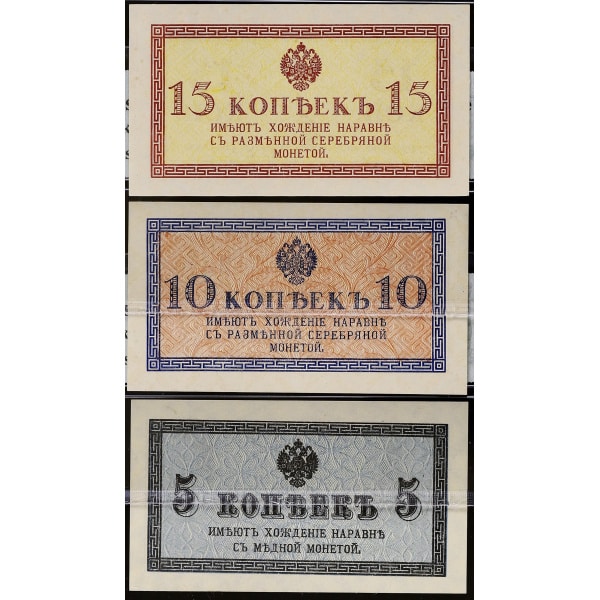 15 КОПѢЕКЪ 15
ИМѢЮТЪ ХОЖДЕНІЕ НАРАВНѢ
СЪ РАЗМѢННОЙ СЕРЕБРЯНОЙ
МОНЕТОЙ.
10 КОПѢЕКЪ 10
ИМѢЮТЪ ХОЖДЕНІЕ НАРАВНѢ
СЪ РАЗМѢННОЙ СЕРЕБРЯНОЙ
МОНЕТОЙ.
5 КОПѢЕКЪ 5
ИМѢЮТЪ ХОЖДЕНІЕ НАРАВНѢ
СЪ МѢДНОЙ МОНЕТОЙ.